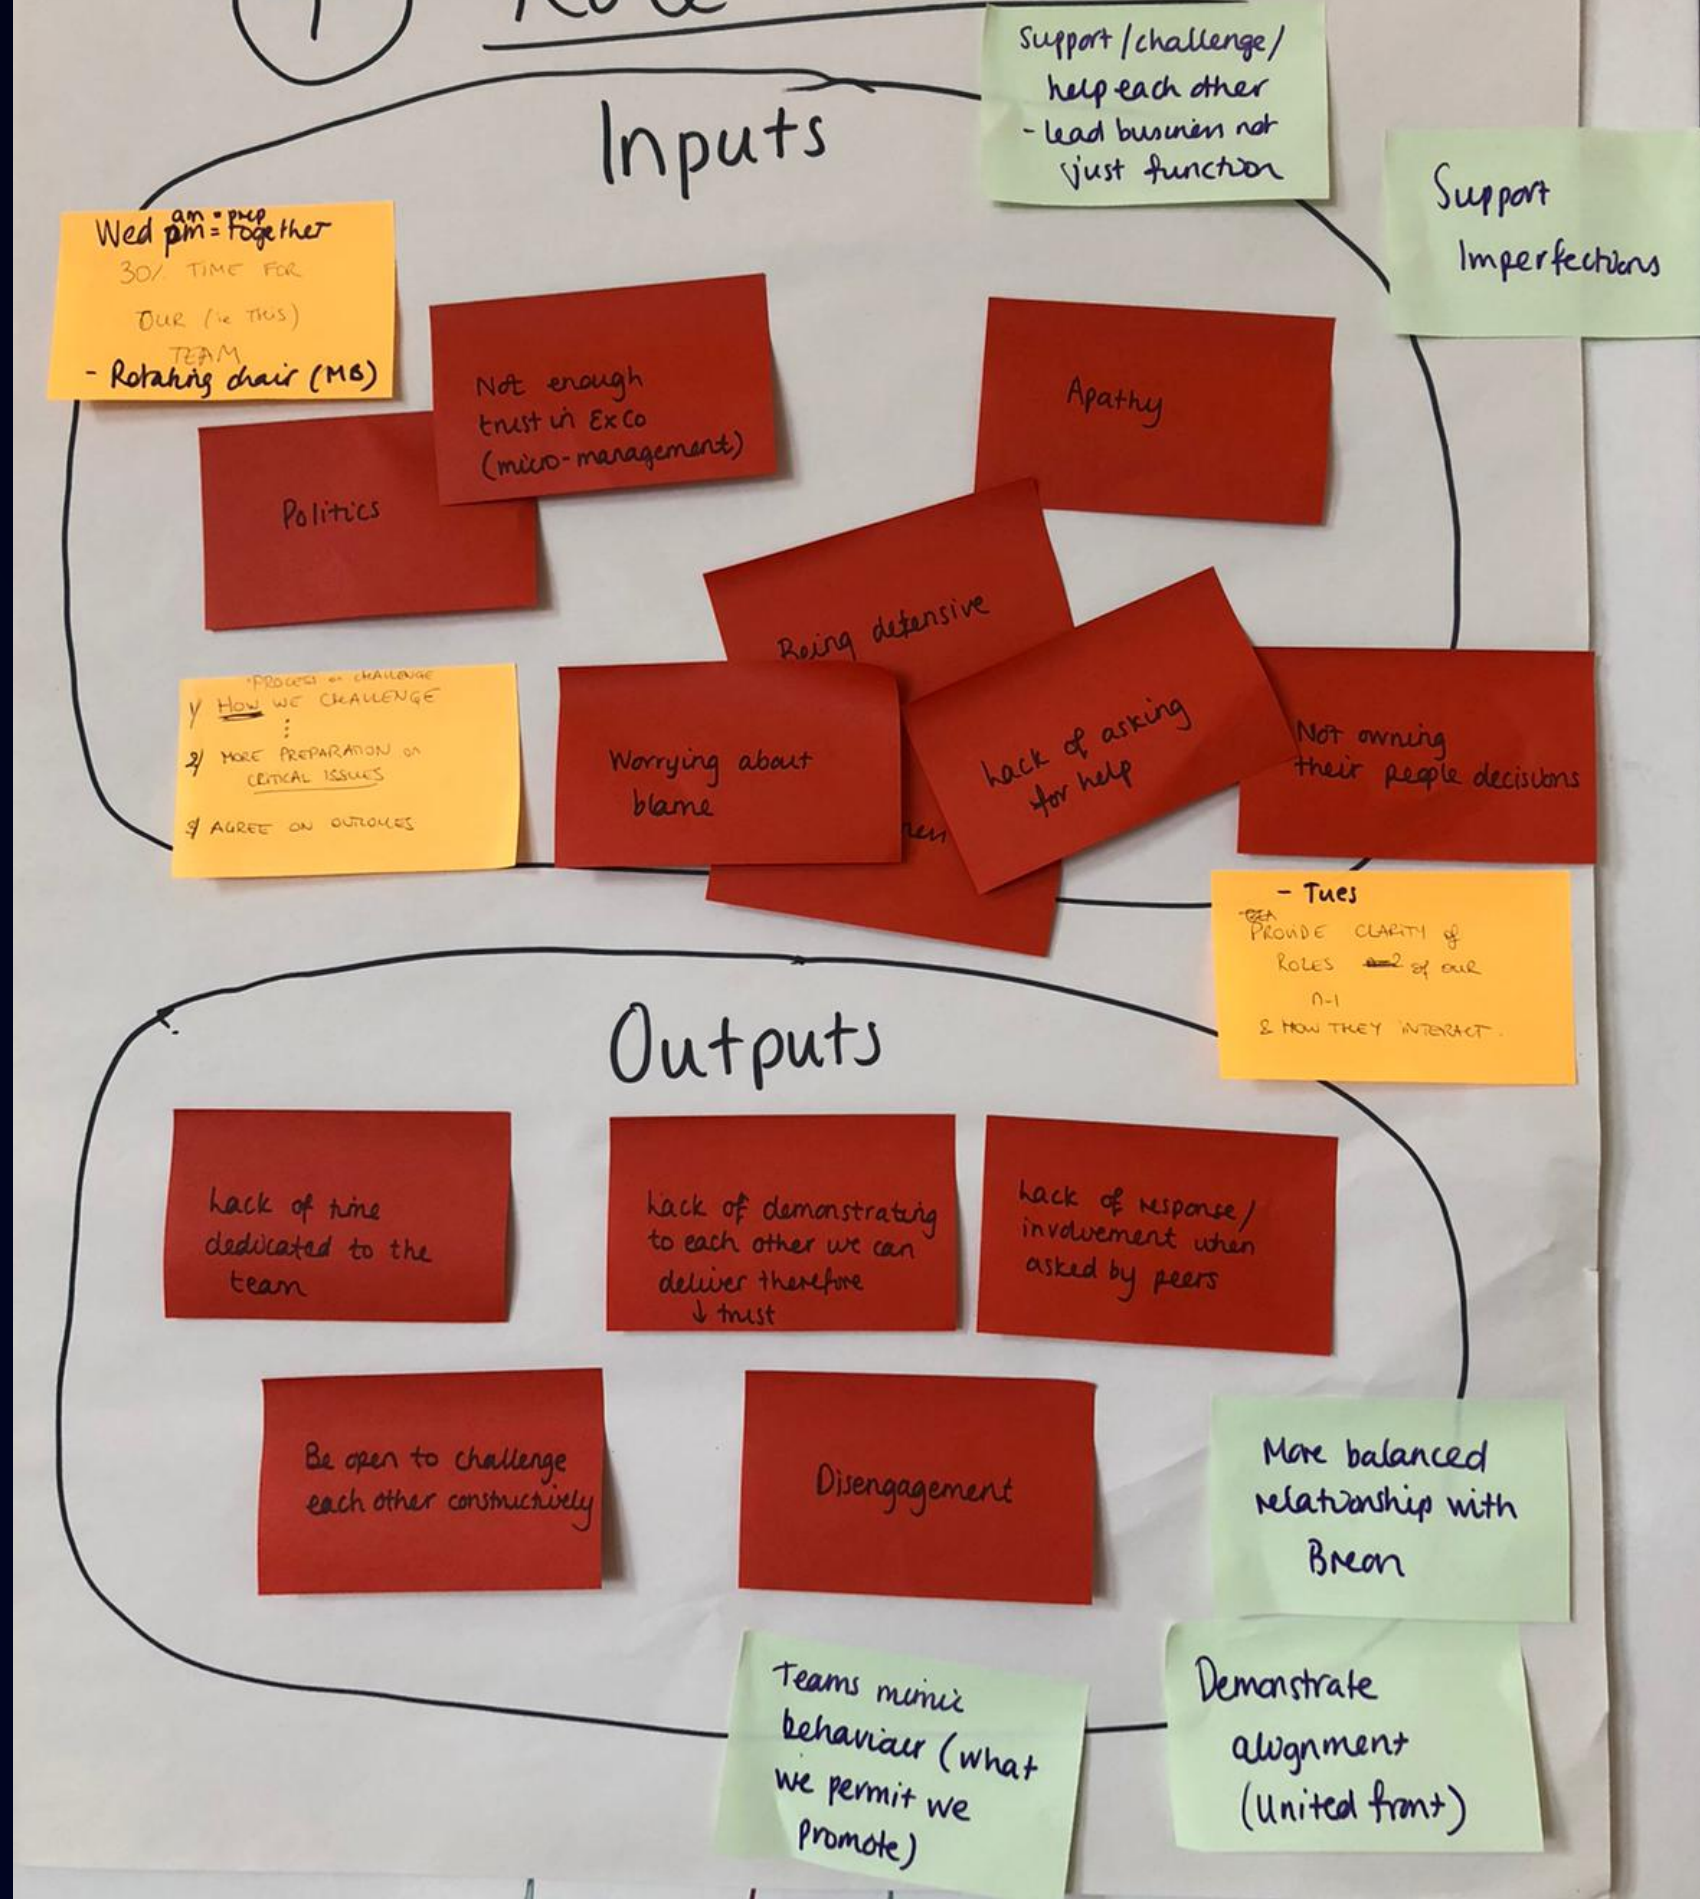 1
Inputs
Support/challenge/
help each other
- lead business not
just function
Support
Imperfections
am = prep
Wed pm = together
30% TIME FOR
OUR (ie THIS)
TEAM
- Rotating chair (MB)
Not enough
trust in ExCo
(micro-management)
Apathy
Politics
Being defensive
PROCESS of CHALLENGE
1/ HOW WE CHALLENGE
2/ MORE PREPARATION on
CRITICAL ISSUES
3/ AGREE ON OUTCOMES
Worrying about
blame
Lack of asking
for help
Not owning
their people decisions
- Tues
PROVIDE CLARITY of
ROLES of OUR
n-1
& HOW THEY INTERACT.
Outputs
Lack of time
dedicated to the
team
Lack of demonstrating
to each other we can
deliver therefore
↓ trust
Lack of response/
involvement when
asked by peers
Be open to challenge
each other constructively
Disengagement
More balanced
relationship with
Breon
Teams mimic
behaviour (what
we permit we
promote)
Demonstrate
alignment
(United front)